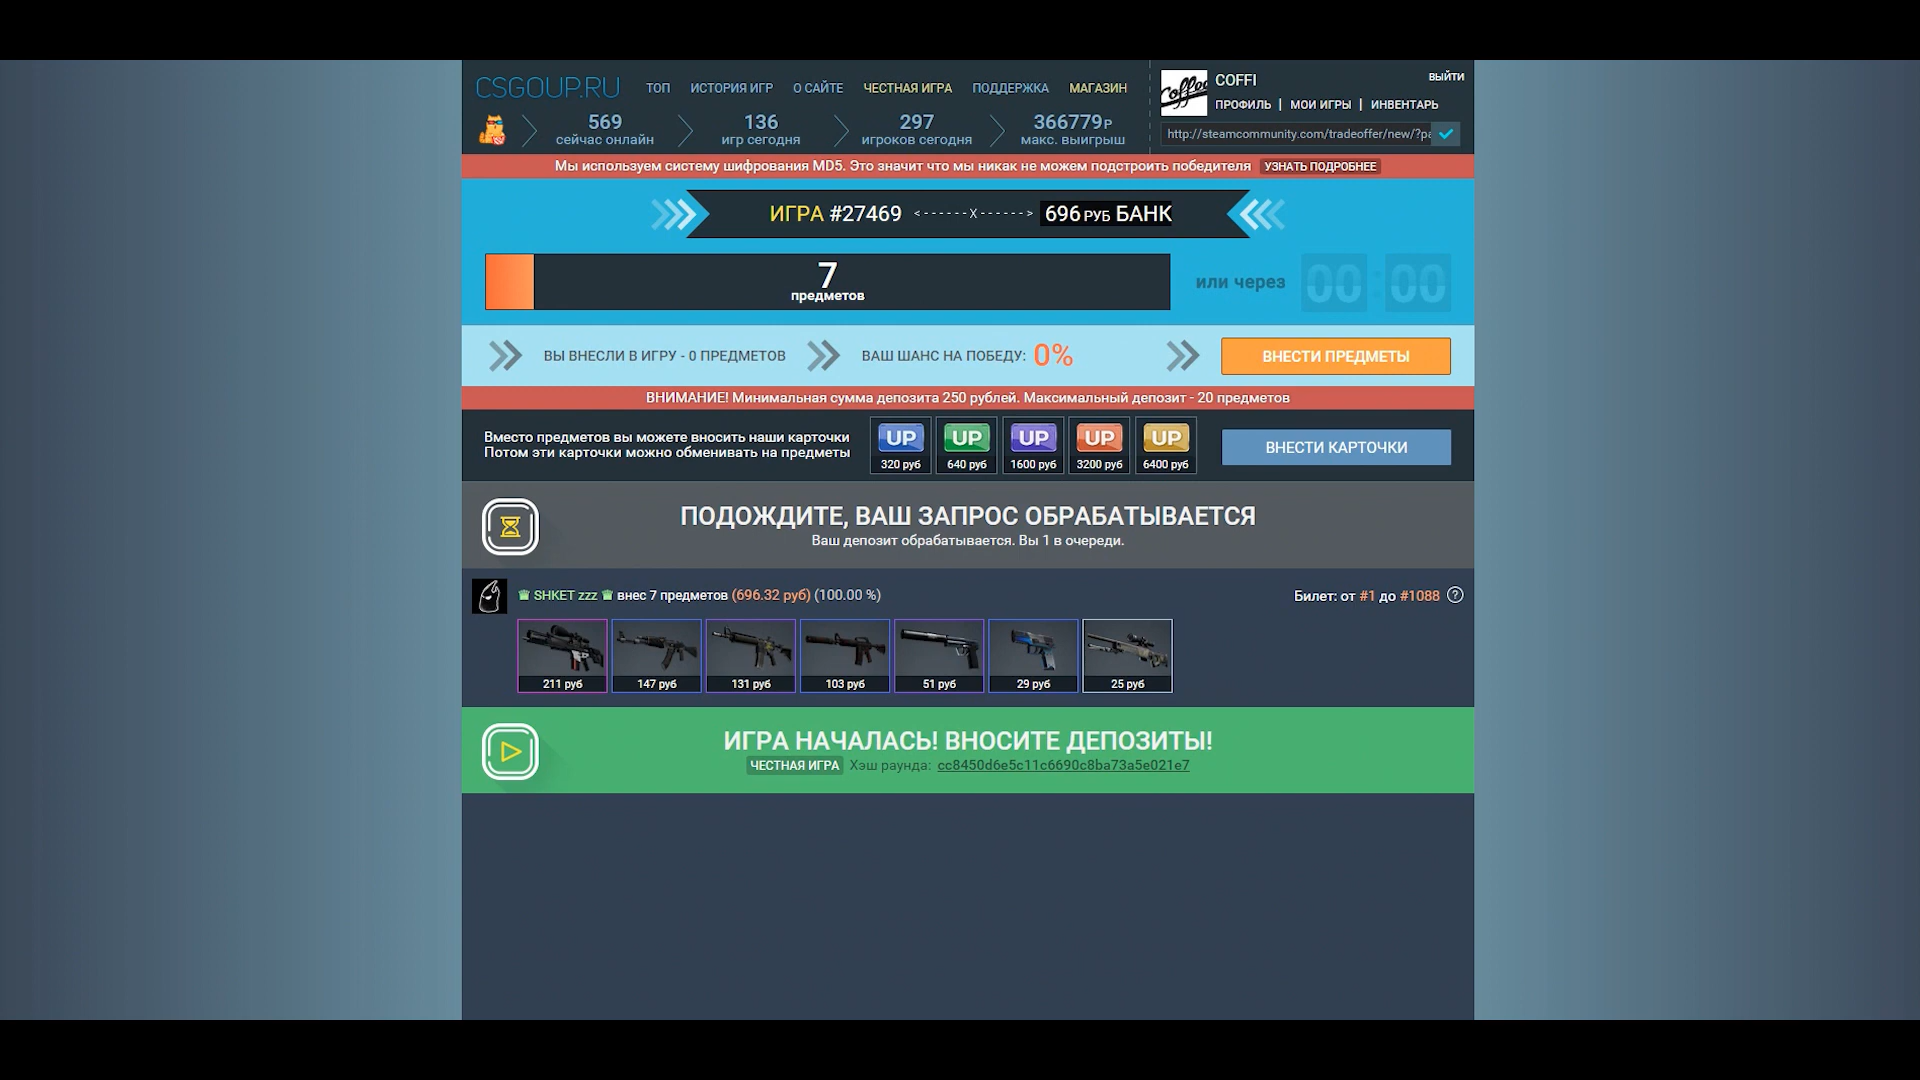 CSGOUP.RU ТОП ИСТОРИЯ ИГР О САЙТЕ ЧЕСТНАЯ ИГРА ПОДДЕРЖКА МАГАЗИН
569 136 297 366779Р
сейчас онлайн игр сегодня игроков сегодня макс. выигрыш
coffee COFFI ВЫЙТИ
ПРОФИЛЬ | МОИ ИГРЫ | ИНВЕНТАРЬ
http://steamcommunity.com/tradeoffer/new/?pa
Мы используем систему шифрования MD5. Это значит что мы никак не можем подстроить победителя УЗНАТЬ ПОДРОБНЕЕ
ИГРА #27469 <------X------> 696 РУБ БАНК
7
предметов
или через 00:00
ВЫ ВНЕСЛИ В ИГРУ - 0 ПРЕДМЕТОВ ВАШ ШАНС НА ПОБЕДУ: 0% ВНЕСТИ ПРЕДМЕТЫ
ВНИМАНИЕ! Минимальная сумма депозита 250 рублей. Максимальный депозит - 20 предметов
Вместо предметов вы можете вносить наши карточки
Потом эти карточки можно обменивать на предметы
UP UP UP UP UP
320 руб 640 руб 1600 руб 3200 руб 6400 руб
ВНЕСТИ КАРТОЧКИ
ПОДОЖДИТЕ, ВАШ ЗАПРОС ОБРАБАТЫВАЕТСЯ
Ваш депозит обрабатывается. Вы 1 в очереди.
♛ SHKET zzz ♛ внес 7 предметов (696.32 руб) (100.00 %) Билет: от #1 до #1088 ?
211 руб 147 руб 131 руб 103 руб 51 руб 29 руб 25 руб
ИГРА НАЧАЛАСЬ! ВНОСИТЕ ДЕПОЗИТЫ!
ЧЕСТНАЯ ИГРА Хэш раунда: cc8450d6e5c11c6690c8ba73a5e021e7